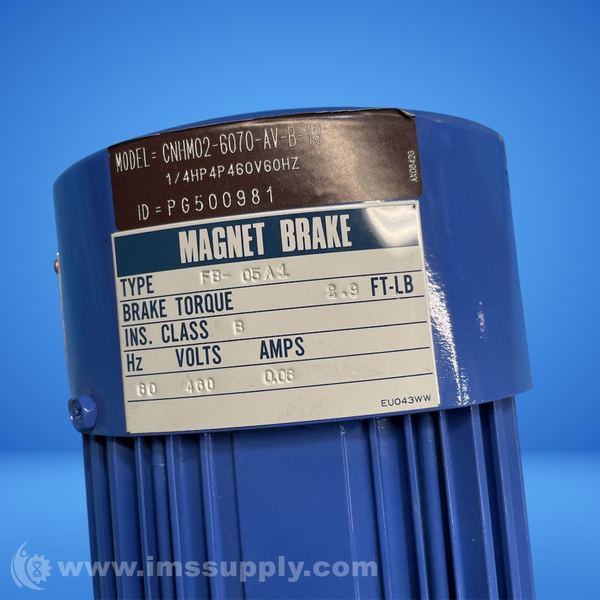 MODEL = CNHM02-6070-AV-B-13
1/4HP4P460V60HZ
ID = PG500981
AX0842G
MAGNET BRAKE
TYPE FB-05A1
BRAKE TORQUE 2.9 FT-LB
INS. CLASS B
Hz VOLTS AMPS
60 460 0.06
EU043WW
www.imssupply.com